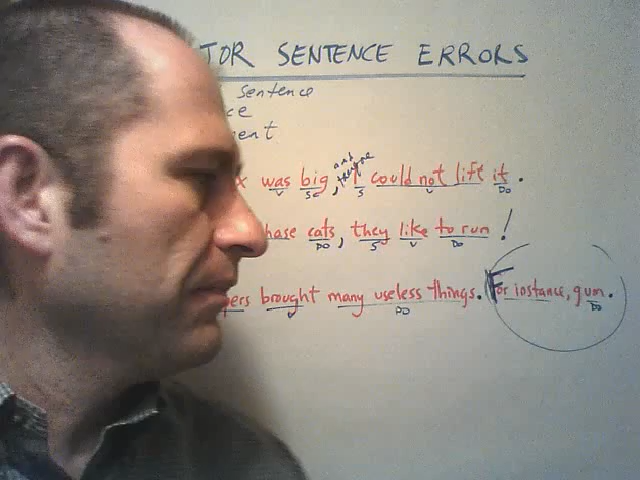 TOR SENTENCE ERRORS
sentence
ce
ent
x was big, and therefore I could not lift it.
V SC S V DO
hase cats, they like to run!
DO S V DO
pers brought many useless things. For instance, gum.
V DO DO